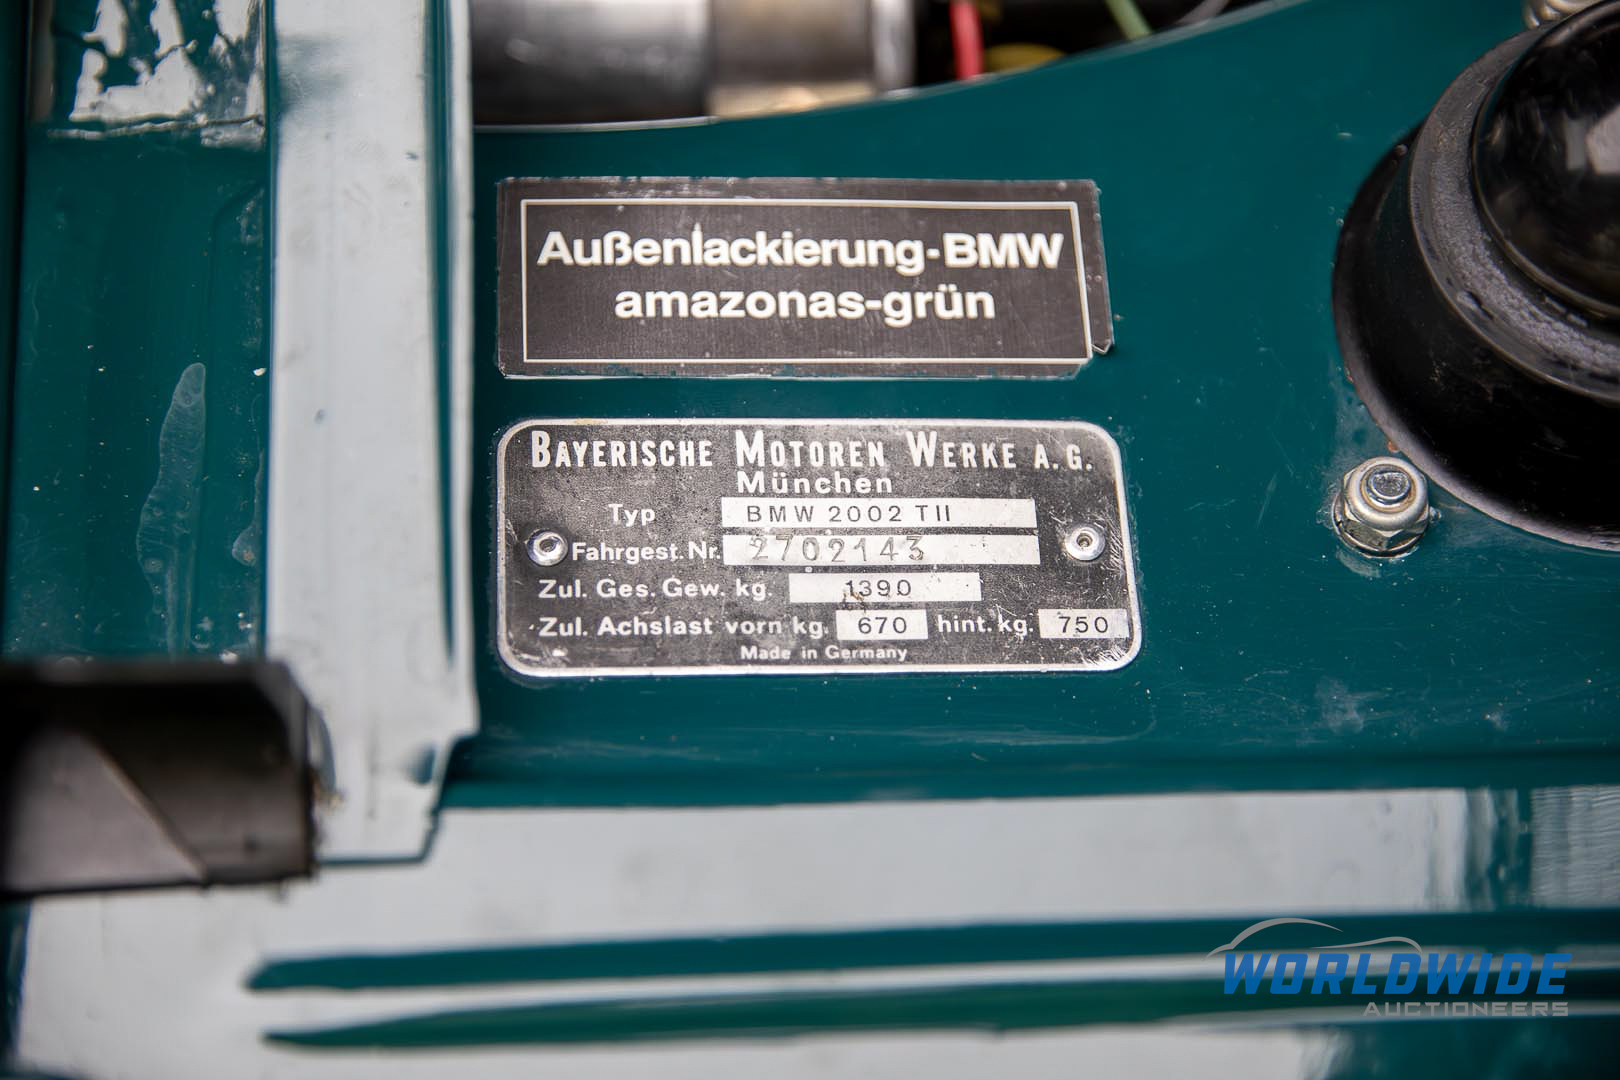 Außenlackierung-BMW
amazonas-grün
BAYERISCHE MOTOREN WERKE A.G.
München
Typ BMW 2002 TII
Fahrgest. Nr. 2702143
Zul. Ges. Gew. kg. 1390
Zul. Achslast vorn kg. 670 hint. kg. 750
Made in Germany
WORLDWIDE
AUCTIONEERS